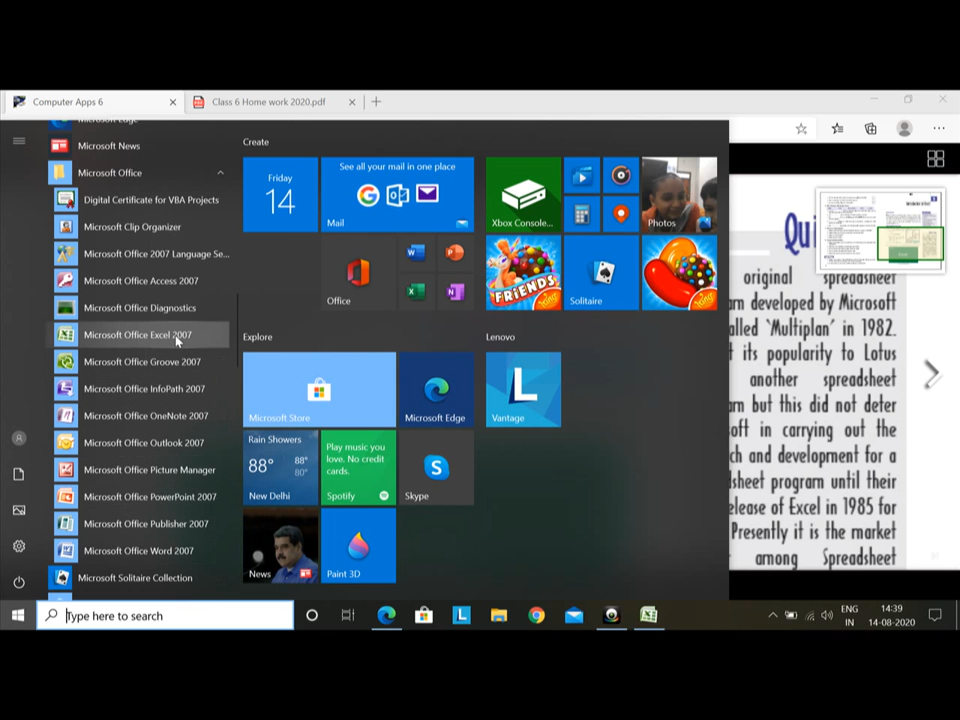 Computer Apps 6
Class 6 Home work 2020.pdf
Microsoft Edge
Microsoft News
Microsoft Office
Digital Certificate for VBA Projects
Microsoft Clip Organizer
Microsoft Office 2007 Language Se...
Microsoft Office Access 2007
Microsoft Office Diagnostics
Microsoft Office Excel 2007
Microsoft Office Groove 2007
Microsoft Office InfoPath 2007
Microsoft Office OneNote 2007
Microsoft Office Outlook 2007
Microsoft Office Picture Manager
Microsoft Office PowerPoint 2007
Microsoft Office Publisher 2007
Microsoft Office Word 2007
Microsoft Solitaire Collection
Create
Friday
14
See all your mail in one place
Mail
Office
Xbox Console...
Photos
FRIENDS
King
Solitaire
King
Explore
Microsoft Store
Microsoft Edge
Rain Showers
88°
88°
80°
New Delhi
Play music you
love. No credit
cards.
Spotify
Skype
News
Paint 3D
Lenovo
L
Vantage
Qui
original spreadsheet
am developed by Microsoft
alled 'Multiplan' in 1982.
t its popularity to Lotus
another spreadsheet
am but this did not deter
oft in carrying out the
ch and development for a
dsheet program until their
elease of Excel in 1985 for
Presently it is the market
among Spreadsheet
Type here to search
L
ENG
IN
14:39
14-08-2020